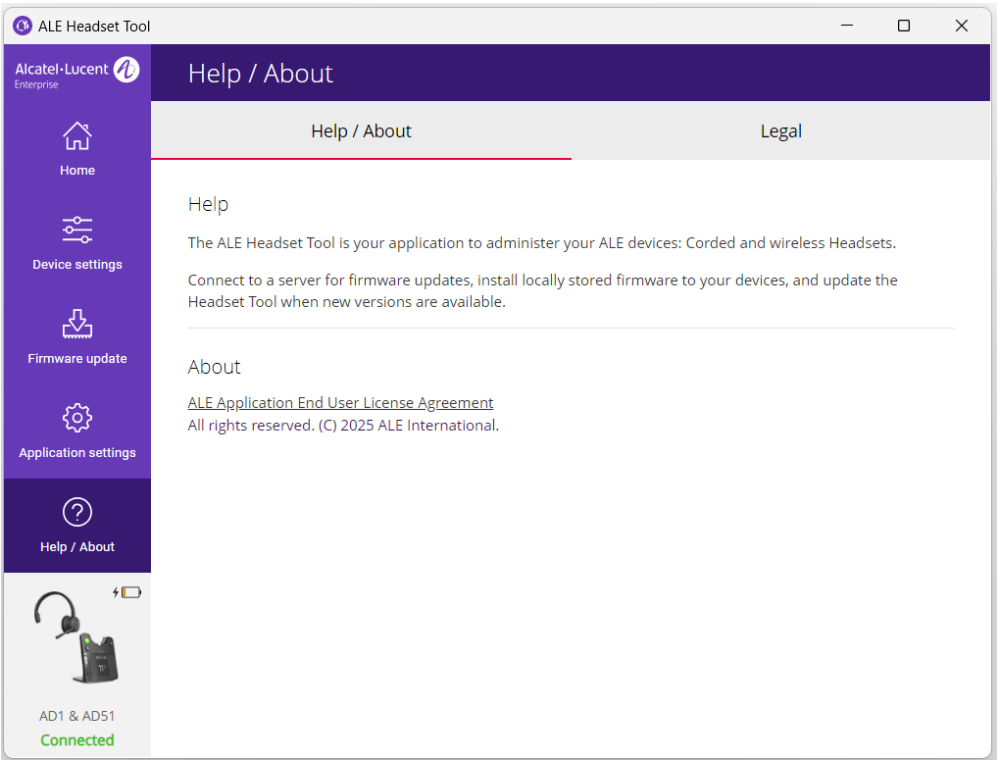 ALE Headset Tool
Alcatel·Lucent
Enterprise
Help / About
Home
Device settings
Firmware update
Application settings
Help / About
AD1 & AD51
Connected
Help / About
Legal
Help
The ALE Headset Tool is your application to administer your ALE devices: Corded and wireless Headsets.
Connect to a server for firmware updates, install locally stored firmware to your devices, and update the
Headset Tool when new versions are available.
About
ALE Application End User License Agreement
All rights reserved. (C) 2025 ALE International.